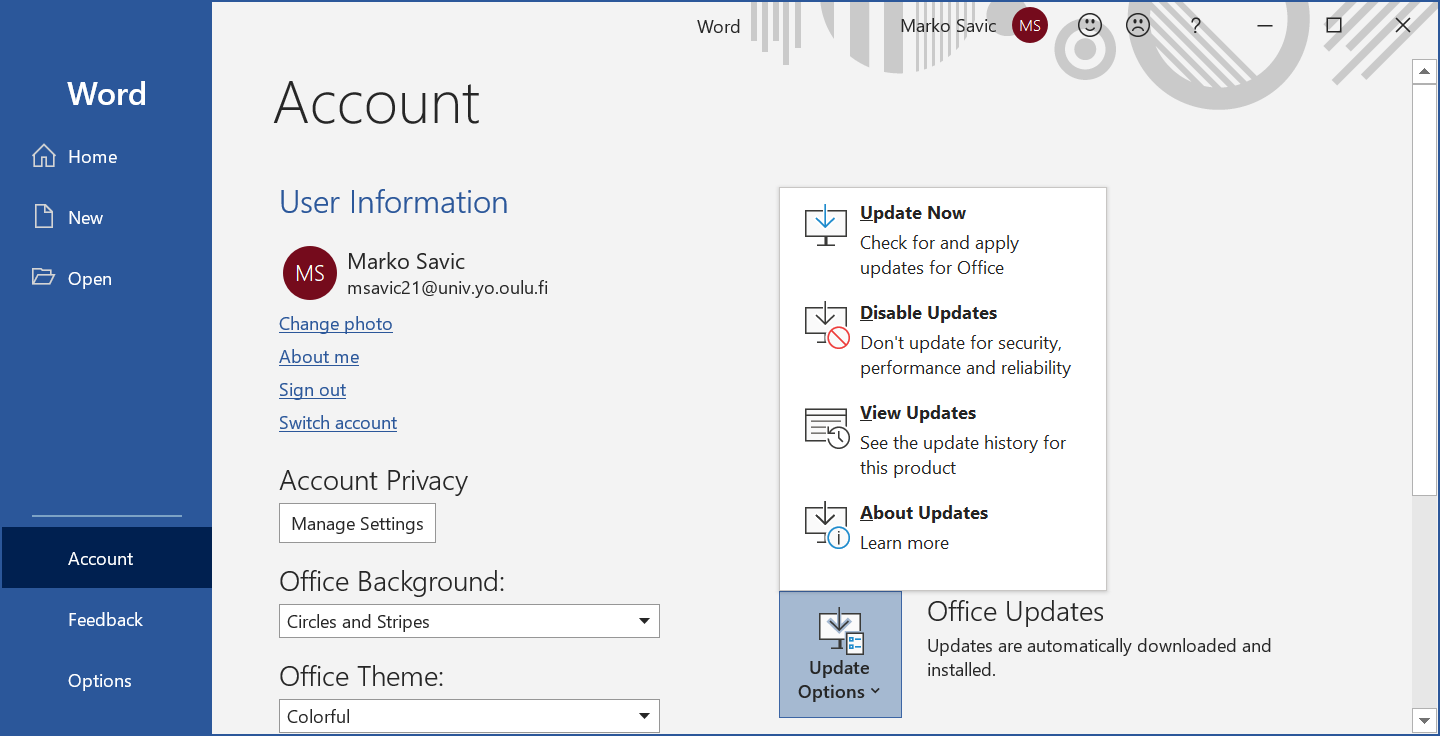 Word
Marko Savic
MS
?
Word
Home
New
Open
Account
Feedback
Options
Account
User Information
MS
Marko Savic
msavic21@univ.yo.oulu.fi
Change photo
About me
Sign out
Switch account
Account Privacy
Manage Settings
Office Background:
Circles and Stripes
Office Theme:
Colorful
Update Now
Check for and apply
updates for Office
Disable Updates
Don't update for security,
performance and reliability
View Updates
See the update history for
this product
About Updates
Learn more
Update
Options
Office Updates
Updates are automatically downloaded and
installed.